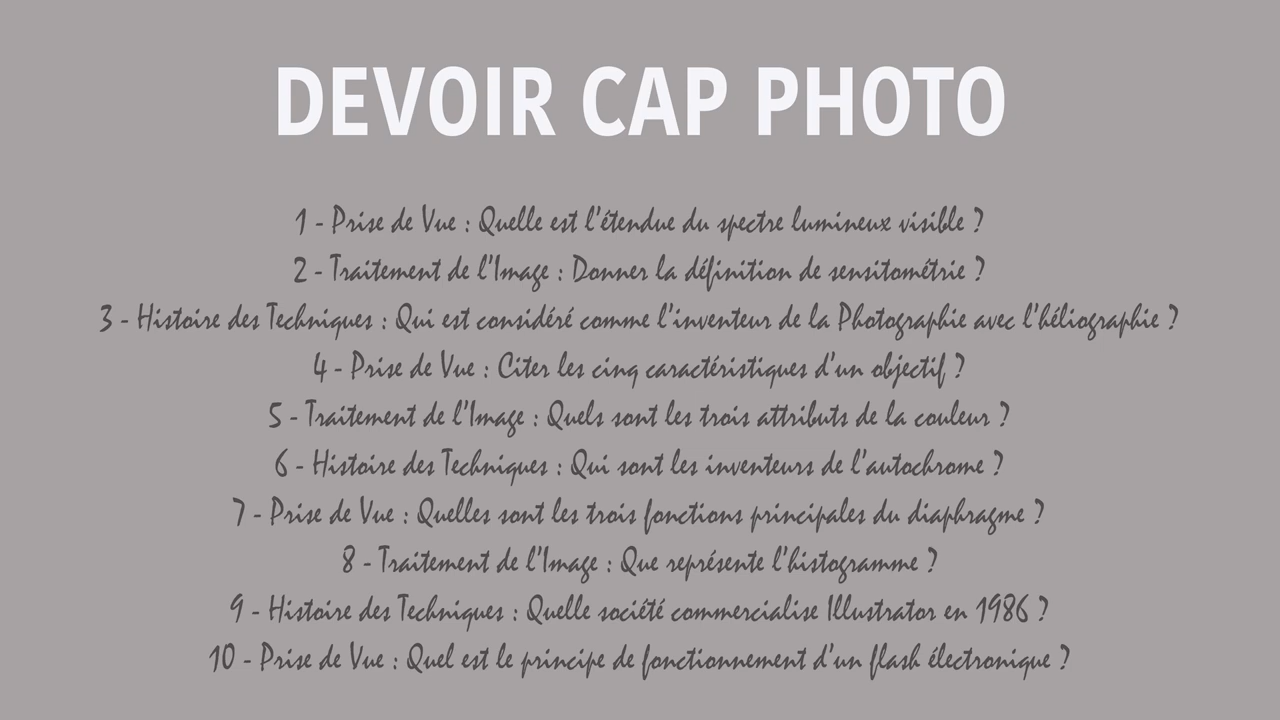 DEVOIR CAP PHOTO
1 - Prise de Vue : Quelle est l'étendue du spectre lumineux visible ?
2 - Traitement de l'Image : Donner la définition de sensitométrie ?
3 - Histoire des Techniques : Qui est considéré comme l'inventeur de la Photographie avec l'héliographie ?
4 - Prise de Vue : Citer les cinq caractéristiques d'un objectif ?
5 - Traitement de l'Image : Quels sont les trois attributs de la couleur ?
6 - Histoire des Techniques : Qui sont les inventeurs de l'autochrome ?
7 - Prise de Vue : Quelles sont les trois fonctions principales du diaphragme ?
8 - Traitement de l'Image : Que représente l'histogramme ?
9 - Histoire des Techniques : Quelle société commercialise Illustrator en 1986 ?
10 - Prise de Vue : Quel est le principe de fonctionnement d'un flash électronique ?